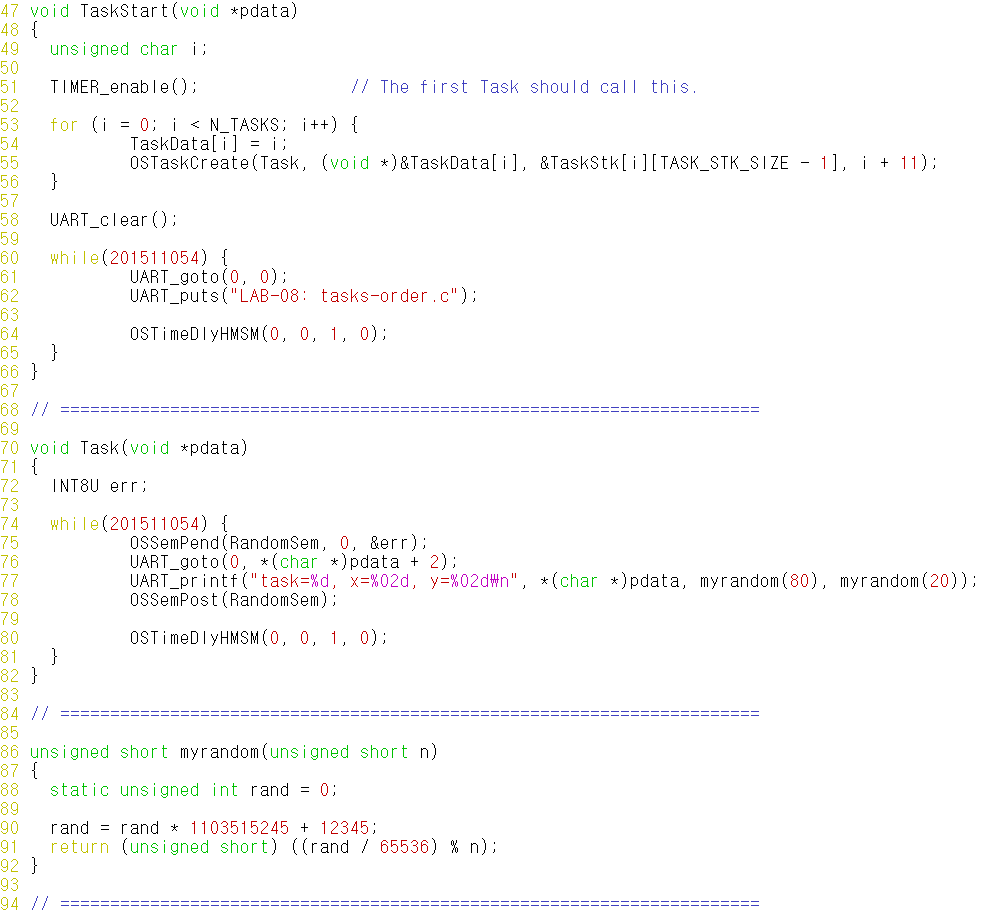 47 void TaskStart(void *pdata)
48 {
49   unsigned char i;
50
51   TIMER_enable();               // The first Task should call this.
52
53   for (i = 0; i < N_TASKS; i++) {
54           TaskData[i] = i;
55           OSTaskCreate(Task, (void *)&TaskData[i], &TaskStk[i][TASK_STK_SIZE - 1], i + 11);
56   }
57
58   UART_clear();
59
60   while(201511054) {
61           UART_goto(0, 0);
62           UART_puts("LAB-08: tasks-order.c");
63
64           OSTimeDlyHMSM(0, 0, 1, 0);
65   }
66 }
67
68 // ======================================================================
69
70 void Task(void *pdata)
71 {
72   INT8U err;
73
74   while(201511054) {
75           OSSemPend(RandomSem, 0, &err);
76           UART_goto(0, *(char *)pdata + 2);
77           UART_printf("task=%d, x=%02d, y=%02d₩n", *(char *)pdata, myrandom(80), myrandom(20));
78           OSSemPost(RandomSem);
79
80           OSTimeDlyHMSM(0, 0, 1, 0);
81   }
82 }
83
84 // ======================================================================
85
86 unsigned short myrandom(unsigned short n)
87 {
88   static unsigned int rand = 0;
89
90   rand = rand * 1103515245 + 12345;
91   return (unsigned short) ((rand / 65536) % n);
92 }
93
94 // ======================================================================